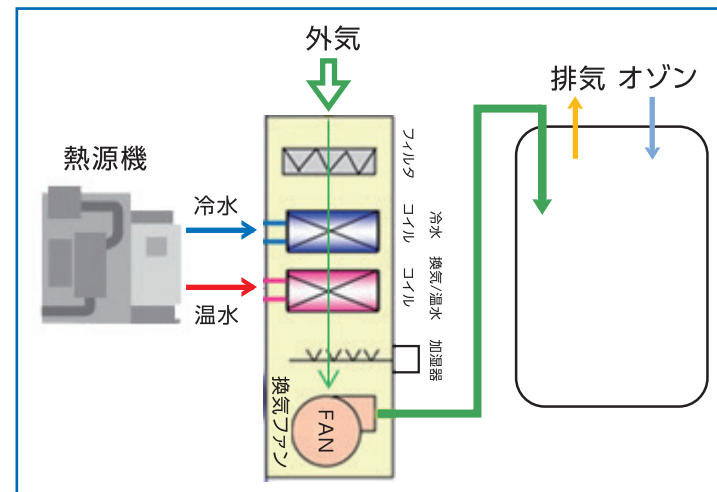 外気
排気 オゾン
熱源機
冷水
温水
フィルタ
冷水
コイル
換気/温水
コイル
加湿器
換気ファン
FAN